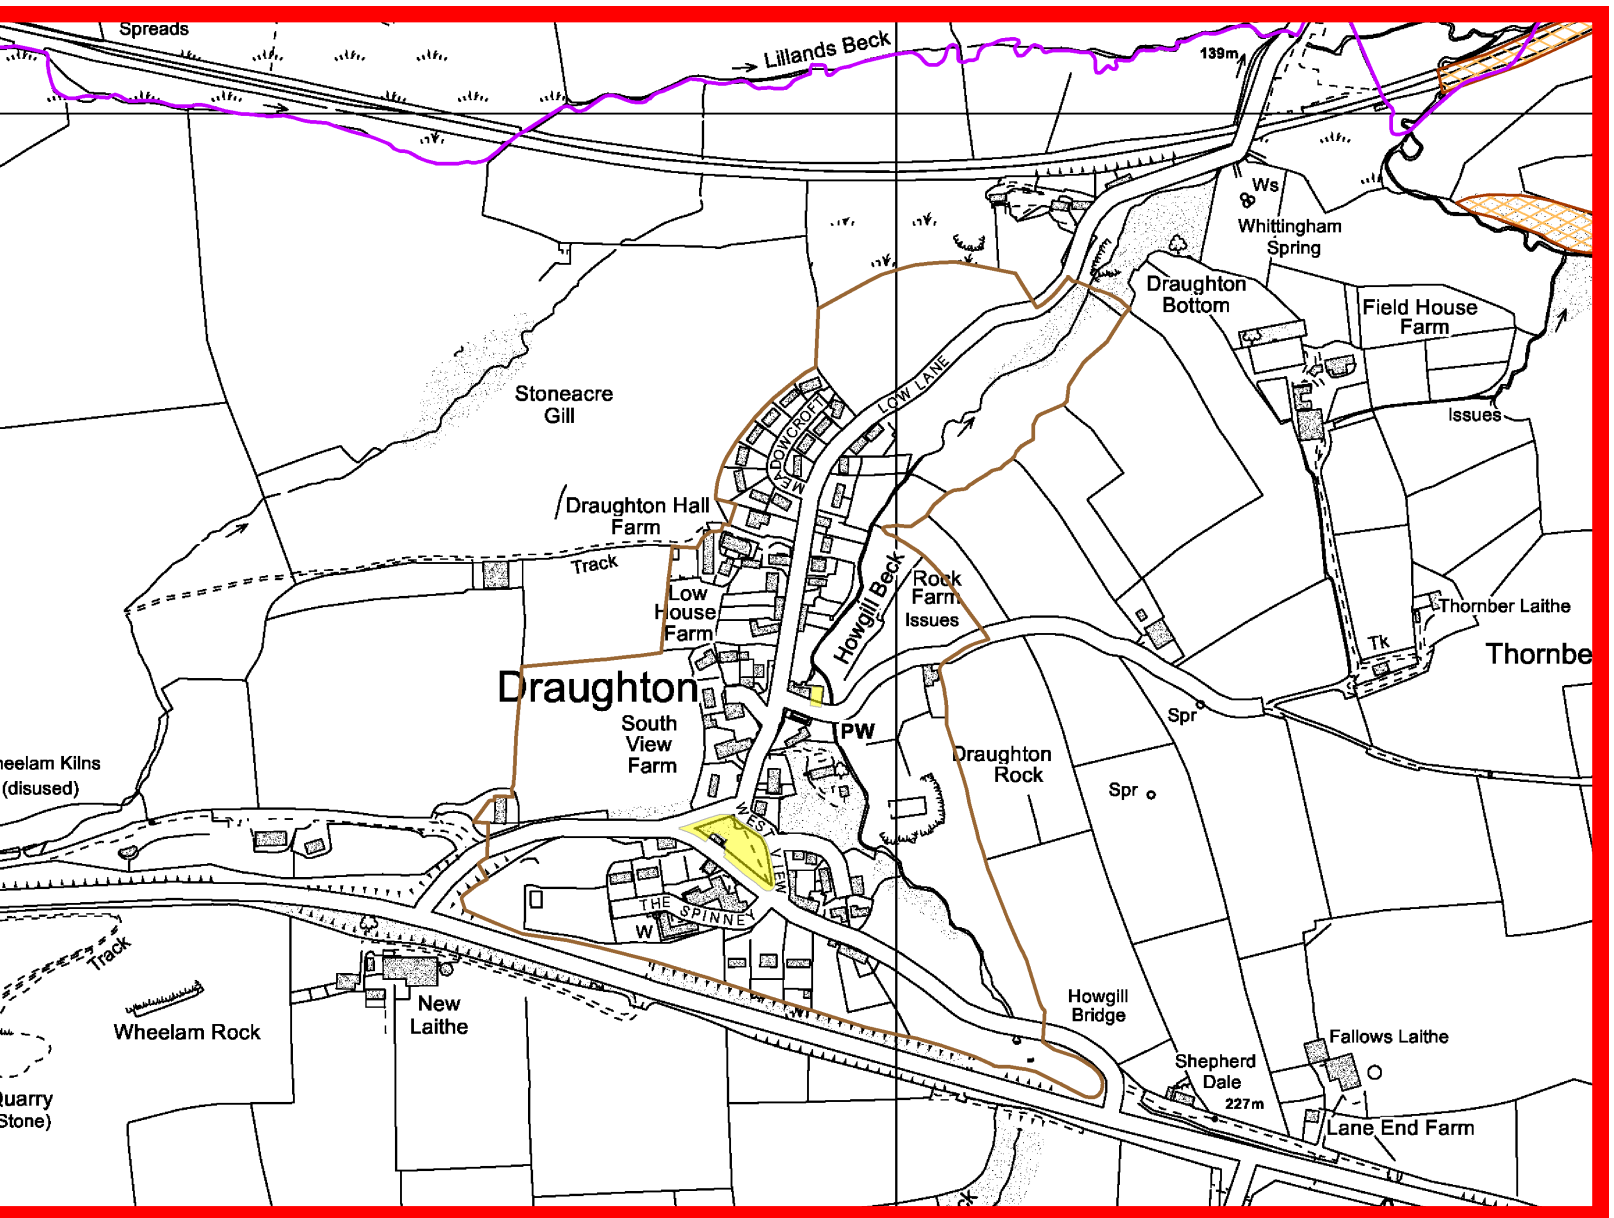 Spreads
Lillands Beck
139m
Ws
Whittingham
Spring
Draughton
Bottom
Field House
Farm
LOW LANE
Stoneacre
Gill
MEADOWCROFT
Issues
Draughton Hall
Farm
Track
Low
House
Farm
Howgill Beck
Rock
Farm
Issues
Thornber Laithe
Tk
Thornbe
Draughton
South
View
Farm
PW
Spr
Draughton
Rock
Spr
heelam Kilns
(disused)
WEST VIEW
THE SPINNEY
W
Track
New
Laithe
Wheelam Rock
Howgill
Bridge
Shepherd
Dale
227m
Fallows Laithe
Lane End Farm
Quarry
Stone)